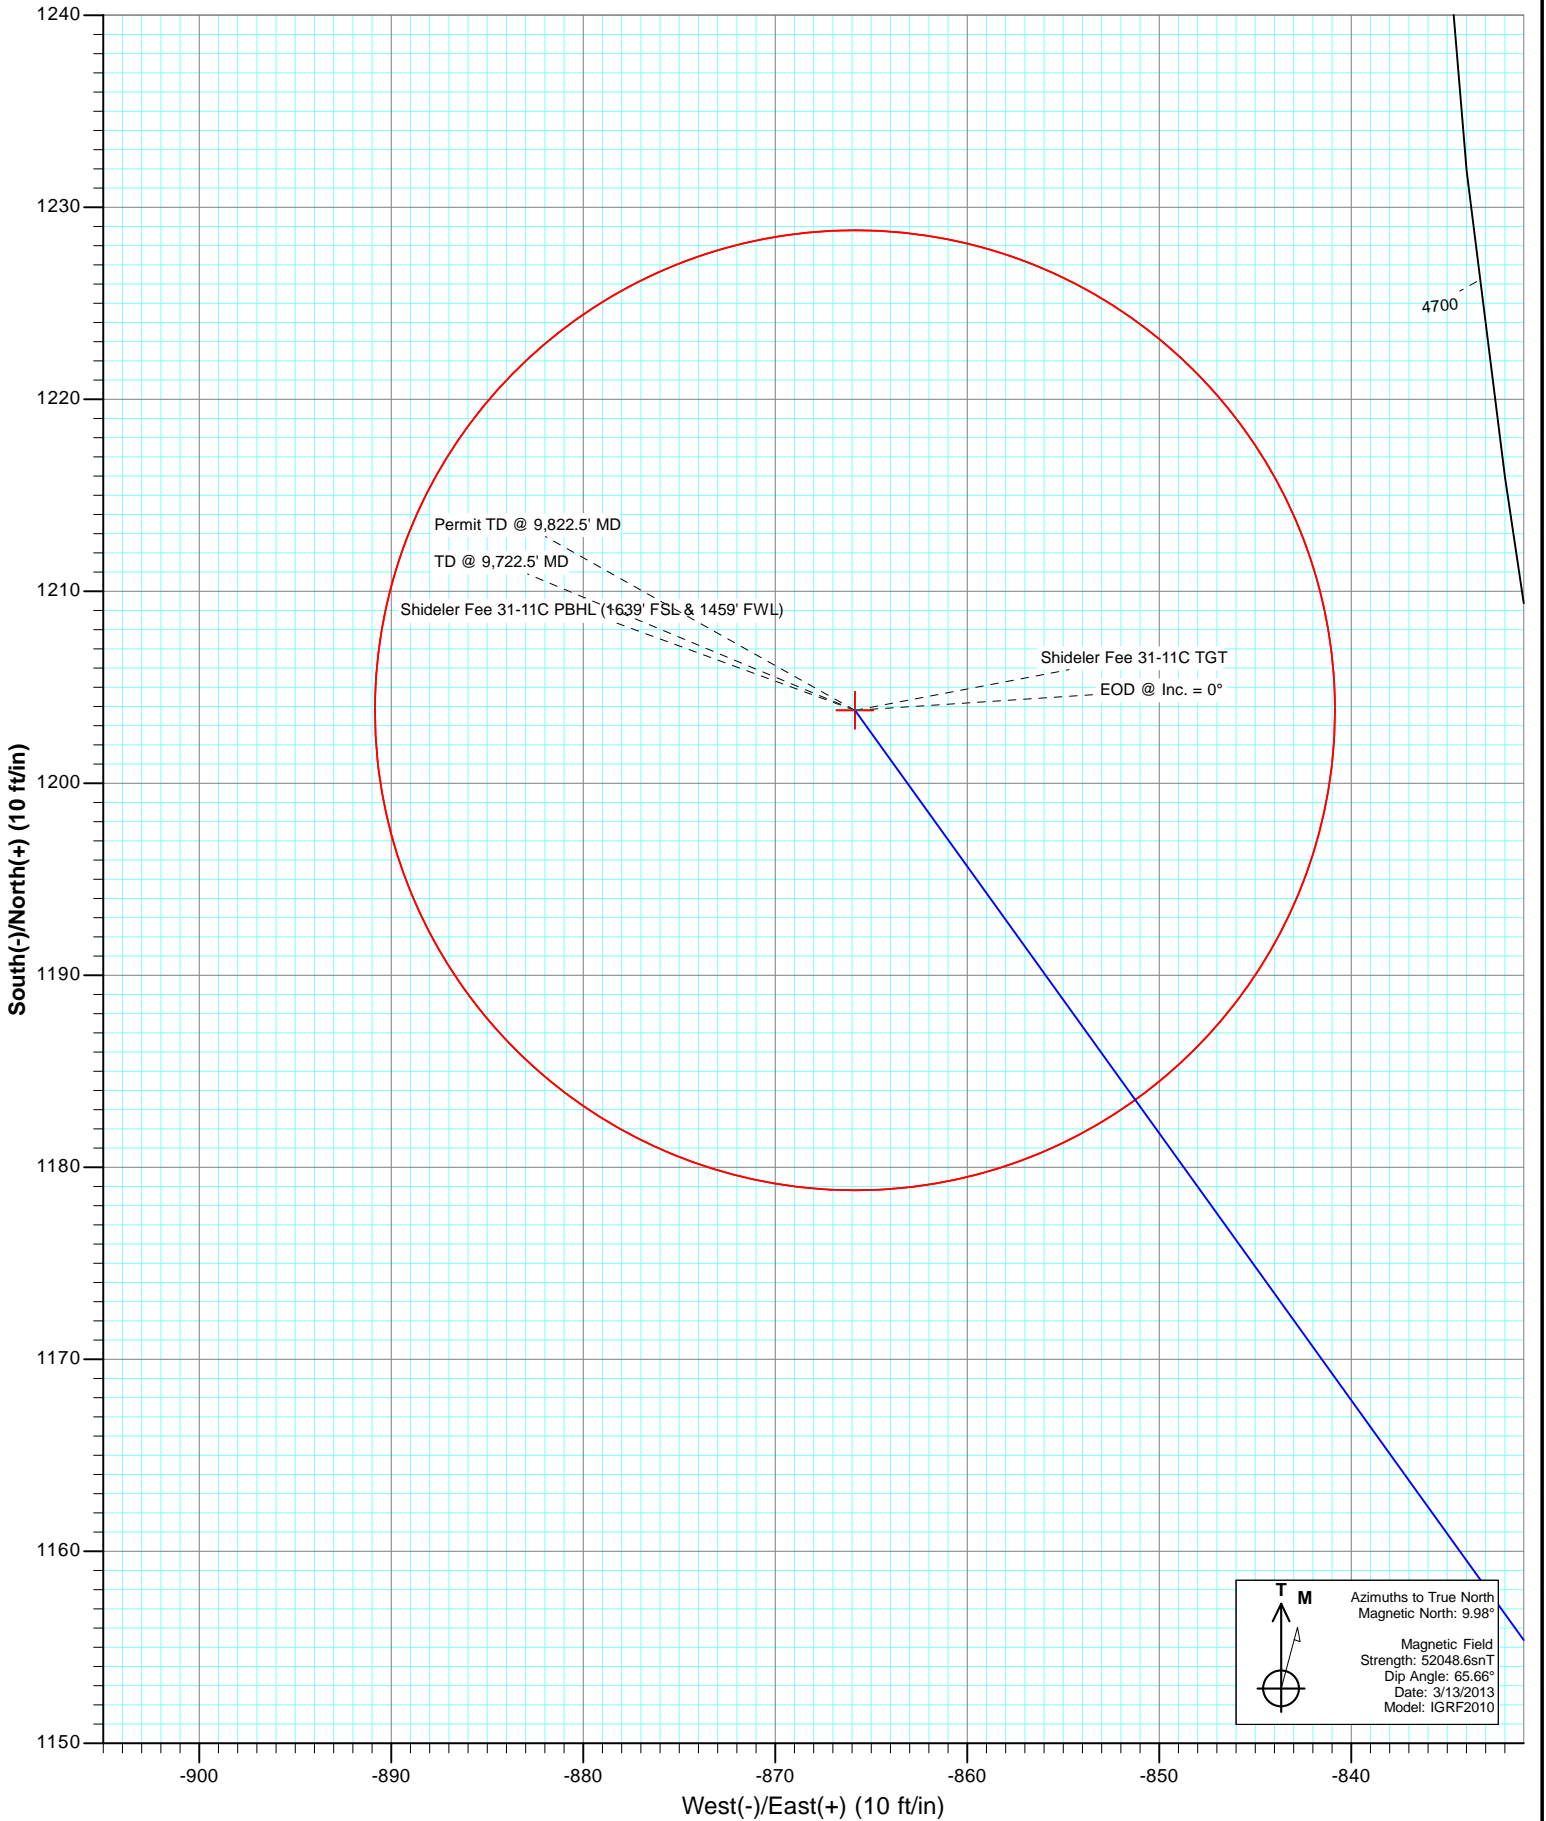 1240
1230
1220
1210
1200
1190
1180
1170
1160
1150
South(-)/North(+) (10 ft/in)
4700
Permit TD @ 9,822.5' MD
TD @ 9,722.5' MD
Shideler Fee 31-11C PBHL (1639' FSL & 1459' FWL)
Shideler Fee 31-11C TGT
EOD @ Inc. = 0°
T M
Azimuths to True North
Magnetic North: 9.98°
Magnetic Field
Strength: 52048.6snT
Dip Angle: 65.66°
Date: 3/13/2013
Model: IGRF2010
-900 -890 -880 -870 -860 -850 -840
West(-)/East(+) (10 ft/in)